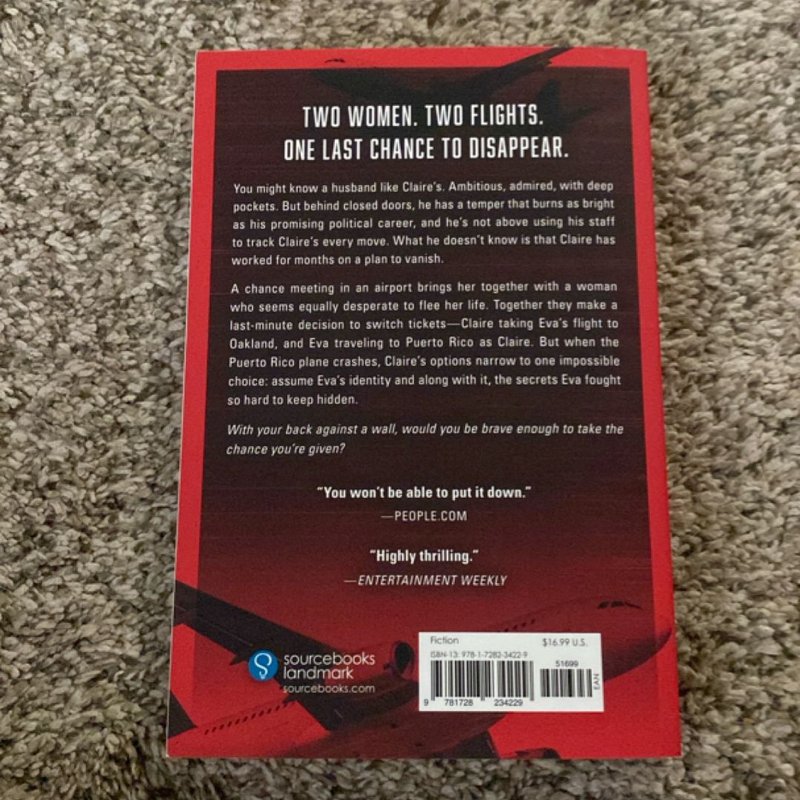 TWO WOMEN. TWO FLIGHTS.
ONE LAST CHANCE TO DISAPPEAR.
You might know a husband like Claire's. Ambitious, admired, with deep
pockets. But behind closed doors, he has a temper that burns as bright
as his promising political career, and he's not above using his staff
to track Claire's every move. What he doesn't know is that Claire has
worked for months on a plan to vanish.
A chance meeting in an airport brings her together with a woman
who seems equally desperate to flee her life. Together they make a
last-minute decision to switch tickets—Claire taking Eva's flight to
Oakland, and Eva traveling to Puerto Rico as Claire. But when the
Puerto Rico plane crashes, Claire's options narrow to one impossible
choice: assume Eva's identity and along with it, the secrets Eva fought
so hard to keep hidden.
With your back against a wall, would you be brave enough to take the
chance you're given?
“You won't be able to put it down.”
—PEOPLE.COM
“Highly thrilling.”
—ENTERTAINMENT WEEKLY
sourcebooks
landmark
sourcebooks.com
Fiction $16.99 U.S.
ISBN-13: 978-1-7282-3422-9
51699
EAN
9 781728 234229